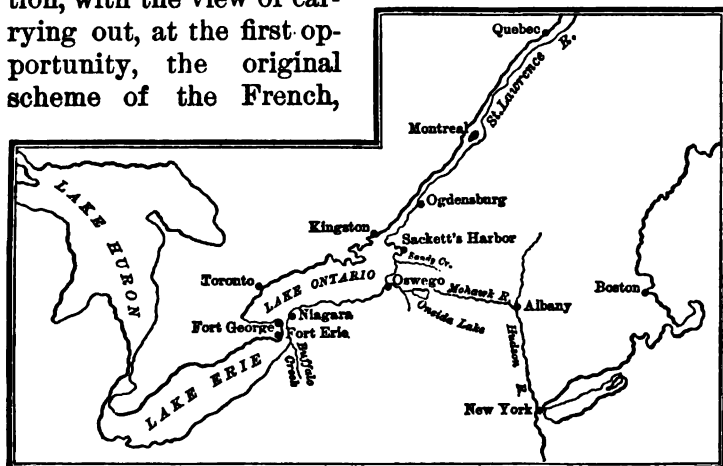 tion, with the view of car-
rying out, at the first op-
portunity, the original
scheme of the French,
Quebec
St. Lawrence R.
Montreal
Ogdensburg
Kingston
Sackett's Harbor
Sandy Cr.
LAKE HURON
Toronto
LAKE ONTARIO
Oswego
Mohawk R.
Oneida Lake
Albany
Boston
Niagara
Fort George
Fort Erie
Buffalo
Creek
LAKE ERIE
Hudson R.
New York